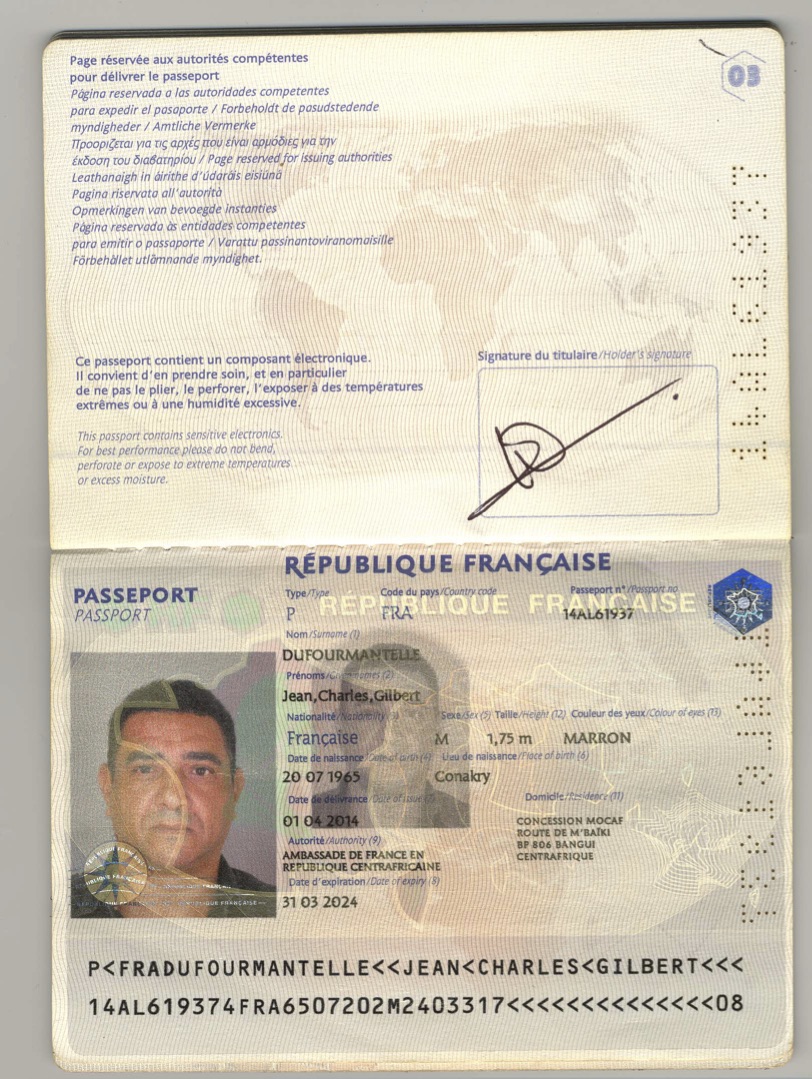 Page réservée aux autorités compétentes
pour délivrer le passeport
Página reservada a las autoridades competentes
para expedir el pasaporte / Forbeholdt de pasudstedende
myndigheder / Amtliche Vermerke
Προορίζεται για τις αρχές που είναι αρμόδιες για την
έκδοση του διαβατηρίου / Page reserved for issuing authorities
Leathanaigh in áirithe d'údaráis eisiúna
Pagina riservata all'autorità
Opmerkingen van bevoegde instanties
Página reservada às entidades competentes
para emitir o passaporte / Varattu passinantoviranomaisille
Förbehållet utlämnande myndighet.
03
14AL61937
Ce passeport contient un composant électronique.
Il convient d'en prendre soin, et en particulier
de ne pas le plier, le perforer, l'exposer à des températures
extrêmes ou à une humidité excessive.
This passport contains sensitive electronics.
For best performance please do not bend,
perforate or expose to extreme temperatures
or excess moisture.
Signature du titulaire/Holder's signature
RÉPUBLIQUE FRANÇAISE
PASSEPORT
PASSPORT
Type/Type Code du pays/Country code Passeport n°/Passport no
P FRA 14AL61937
RÉPUBLIQUE FRANÇAISE
Nom/Surname (1)
DUFOURMANTELLE
Prénoms/Given names (2)
Jean,Charles,Gilbert
Nationalité/Nationality (3) Sexe/Sex (5) Taille/Height (12) Couleur des yeux/Colour of eyes (13)
Française M 1,75 m MARRON
Date de naissance/Date of birth (4) Lieu de naissance/Place of birth (6)
20 07 1965 Conakry
Date de délivrance/Date of issue (7) Domicile/Residence (11)
01 04 2014
CONCESSION MOCAF
ROUTE DE M'BAÏKI
BP 806 BANGUI
CENTRAFRIQUE
Autorité/Authority (9)
AMBASSADE DE FRANCE EN
REPUBLIQUE CENTRAFRICAINE
Date d'expiration/Date of expiry (8)
31 03 2024
P<FRADUFOURMANTELLE<<JEAN<CHARLES<GILBERT<<<
14AL619374FRA6507202M2403317<<<<<<<<<<<<<<08